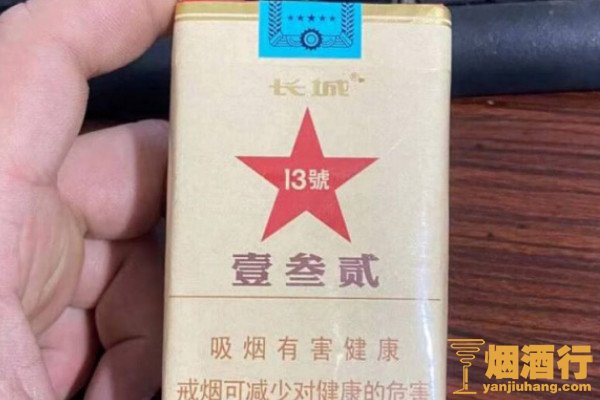 长城
13號
壹叁贰
吸烟有害健康
戒烟可减少对健康的危害
烟酒行
yanjiuhang.com